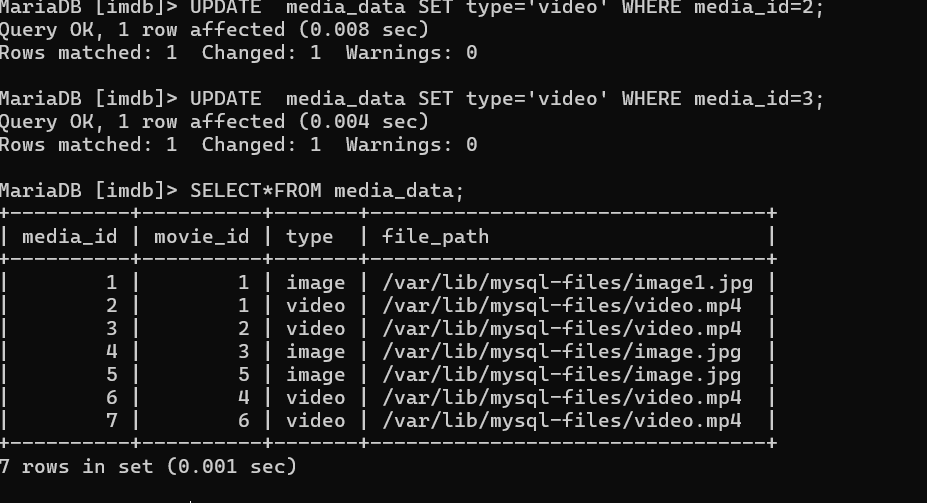 MariaDB [imdb]> UPDATE  media_data SET type='video' WHERE media_id=2;
Query OK, 1 row affected (0.008 sec)
Rows matched: 1  Changed: 1  Warnings: 0

MariaDB [imdb]> UPDATE  media_data SET type='video' WHERE media_id=3;
Query OK, 1 row affected (0.004 sec)
Rows matched: 1  Changed: 1  Warnings: 0

MariaDB [imdb]> SELECT*FROM media_data;
+----------+----------+-------+---------------------------------+
| media_id | movie_id | type  | file_path                       |
+----------+----------+-------+---------------------------------+
|        1 |        1 | image | /var/lib/mysql-files/image1.jpg |
|        2 |        1 | video | /var/lib/mysql-files/video.mp4  |
|        3 |        2 | video | /var/lib/mysql-files/video.mp4  |
|        4 |        3 | image | /var/lib/mysql-files/image.jpg  |
|        5 |        5 | image | /var/lib/mysql-files/image.jpg  |
|        6 |        4 | video | /var/lib/mysql-files/video.mp4  |
|        7 |        6 | video | /var/lib/mysql-files/video.mp4  |
+----------+----------+-------+---------------------------------+
7 rows in set (0.001 sec)